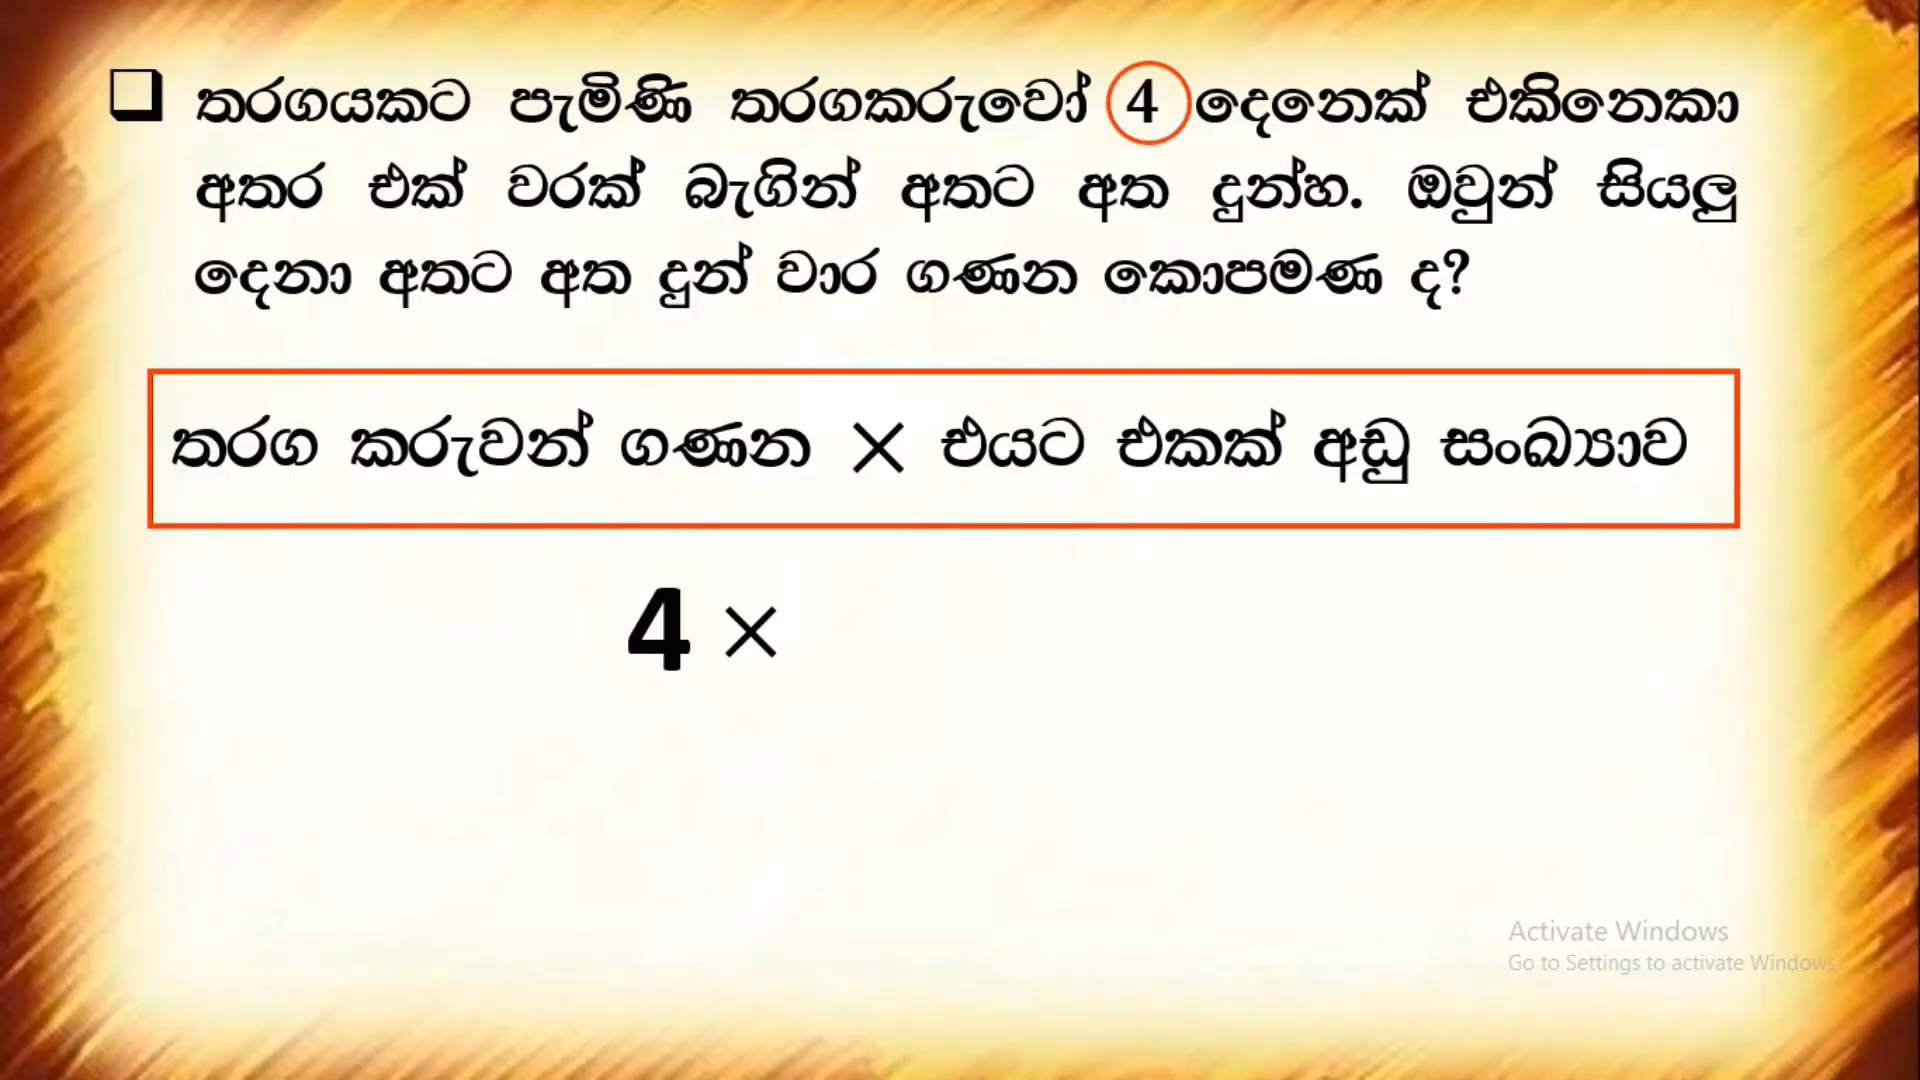 තරගයකට පැමිණි තරගකරුවෝ 4 දෙනෙක් එකිනෙකා
අතර එක් වරක් බැගින් අතට අත දුන්හ. ඔවුන් සියලු
දෙනා අතට අත දුන් වාර ගණන කොපමණ ද?
තරග කරුවන් ගණන × එයට එකක් අඩු සංඛ්‍යාව
4 ×
Activate Windows
Go to Settings to activate Windows